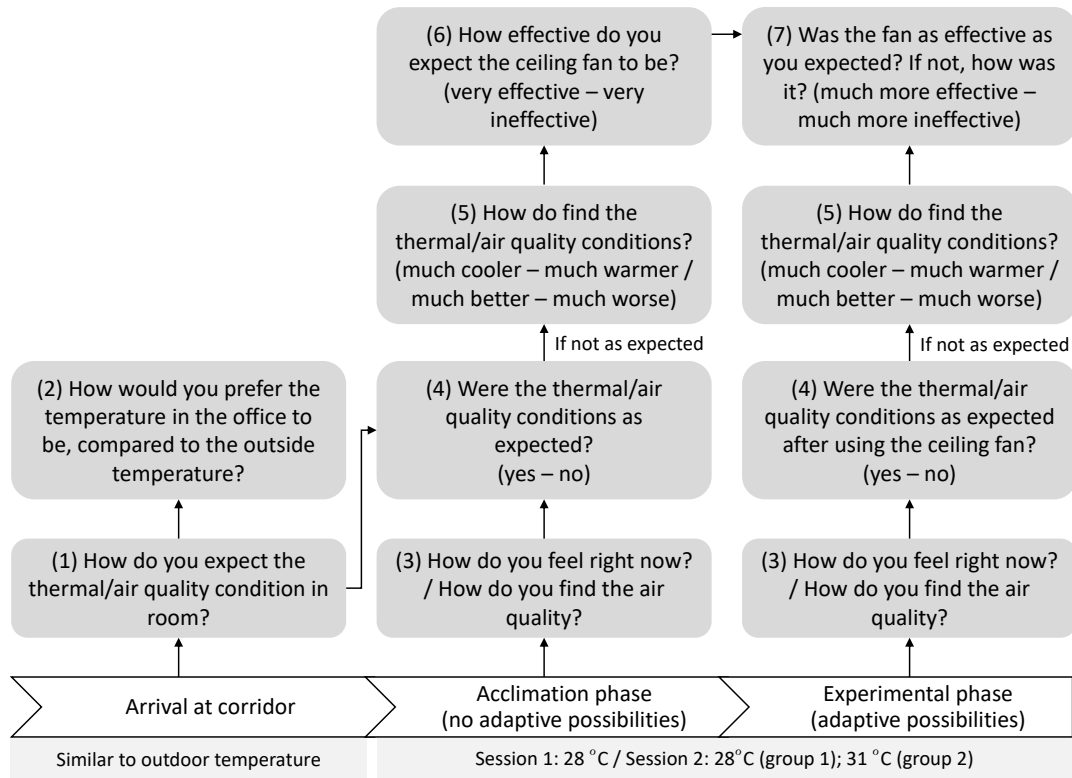 (6) How effective do you
expect the ceiling fan to be?
(very effective – very
ineffective)
(7) Was the fan as effective as
you expected? If not, how was
it? (much more effective –
much more ineffective)
(5) How do find the
thermal/air quality conditions?
(much cooler – much warmer /
much better – much worse)
(5) How do find the
thermal/air quality conditions?
(much cooler – much warmer /
much better – much worse)
If not as expected
If not as expected
(2) How would you prefer the
temperature in the office to
be, compared to the outside
temperature?
(4) Were the thermal/air
quality conditions as
expected?
(yes – no)
(4) Were the thermal/air
quality conditions as expected
after using the ceiling fan?
(yes – no)
(1) How do you expect the
thermal/air quality condition in
room?
(3) How do you feel right now?
/ How do you find the air
quality?
(3) How do you feel right now?
/ How do you find the air
quality?
Arrival at corridor
Acclimation phase
(no adaptive possibilities)
Experimental phase
(adaptive possibilities)
Similar to outdoor temperature
Session 1: 28 °C / Session 2: 28°C (group 1); 31 °C (group 2)